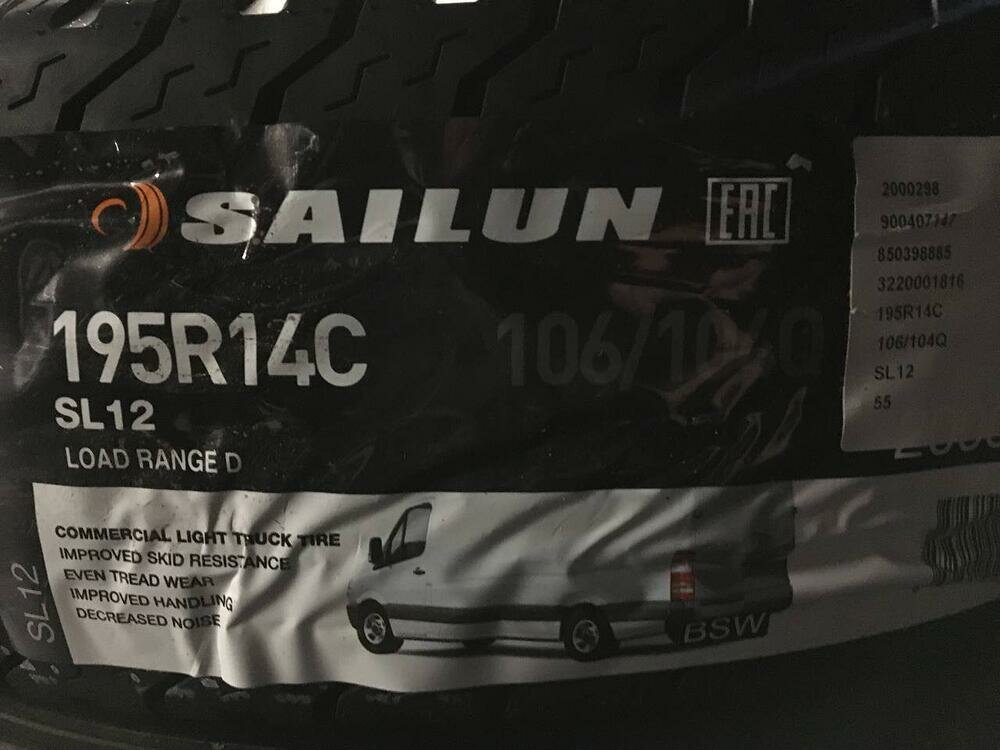 SAILUN EAC
195R14C 106/104Q
SL12
LOAD RANGE D
COMMERCIAL LIGHT TRUCK TIRE
IMPROVED SKID RESISTANCE
EVEN TREAD WEAR
IMPROVED HANDLING
DECREASED NOISE
BSW
2000298
900407147
850398885
3220001816
195R14C
106/104Q
SL12
55
SL12